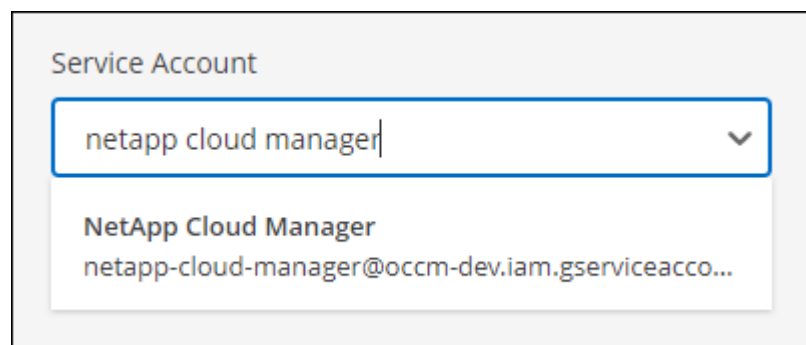 Service Account
netapp cloud manager
NetApp Cloud Manager
netapp-cloud-manager@occm-dev.iam.gserviceacco...